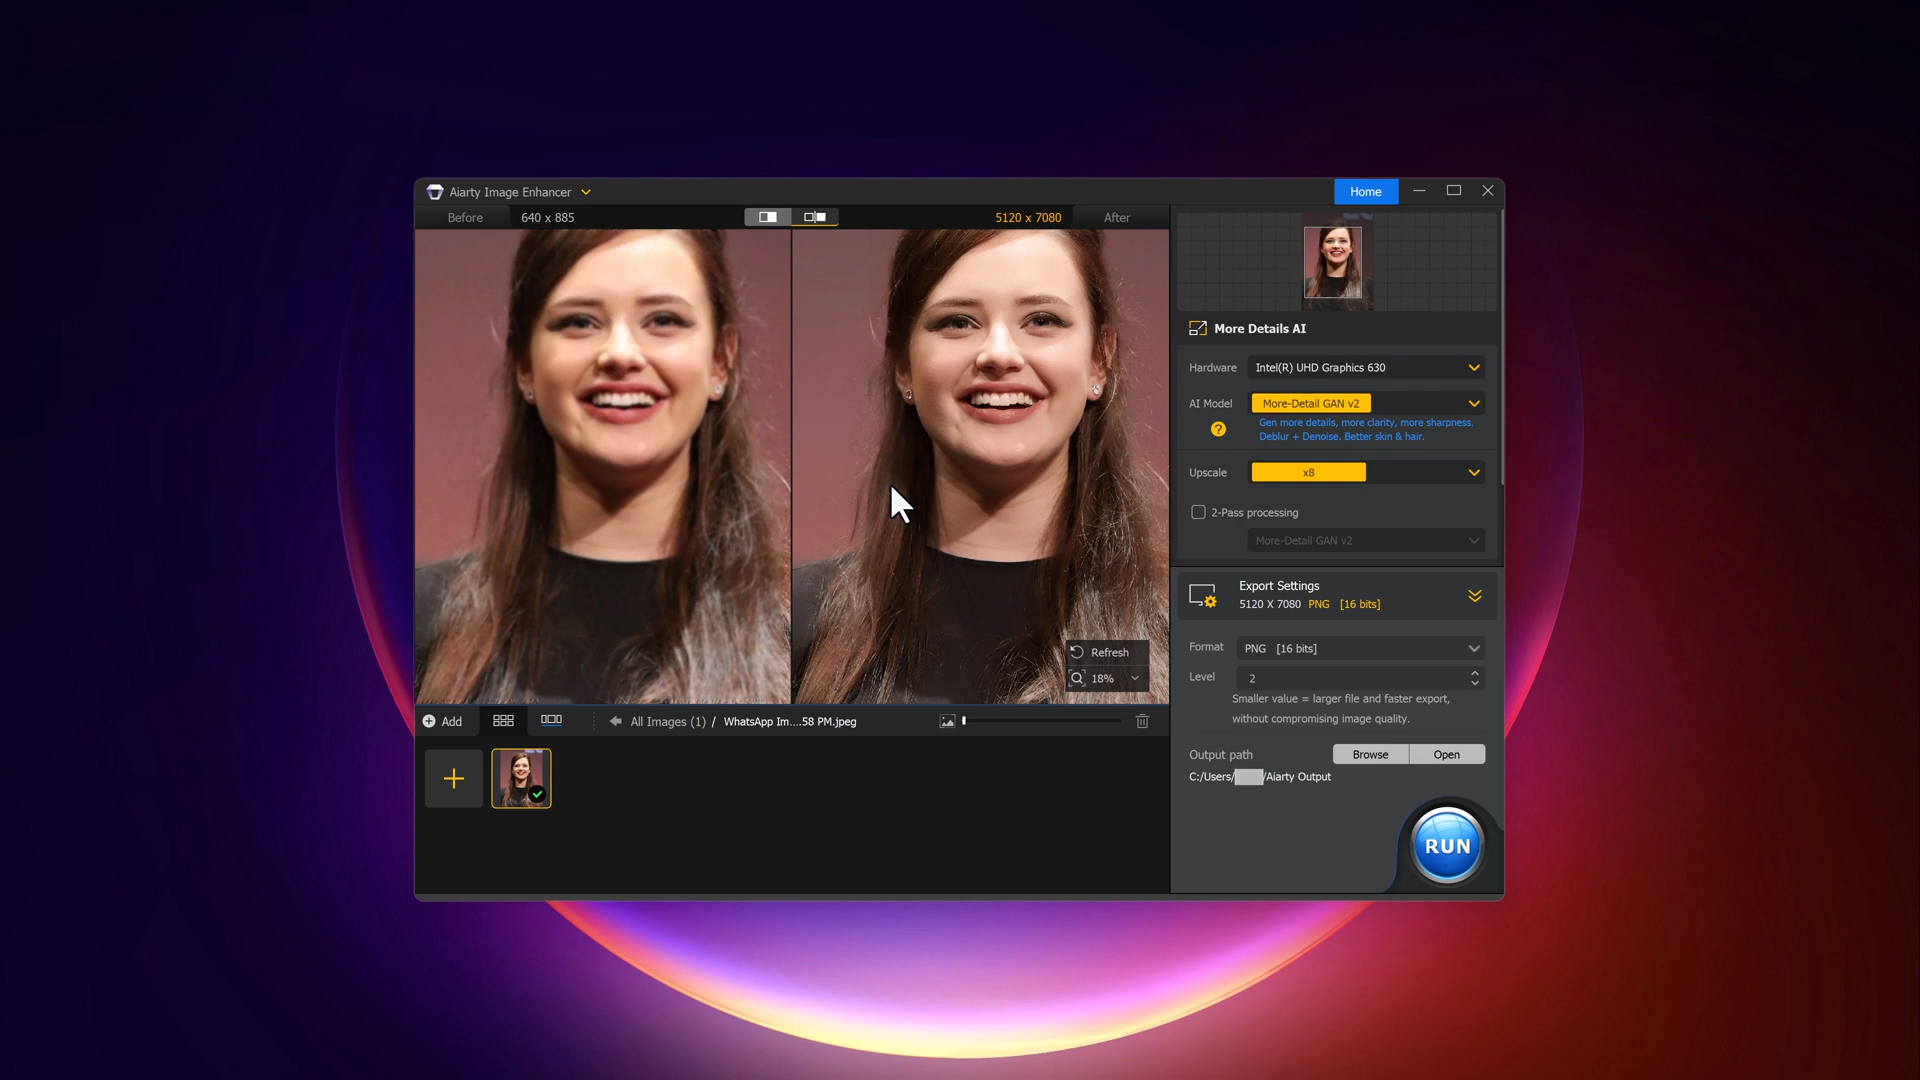 Aiarty Image Enhancer
Home
Before
640 x 885
5120 x 7080
After
More Details AI
Hardware
Intel(R) UHD Graphics 630
AI Model
More-Detail GAN v2
?
Gen more details, more clarity, more sharpness.
Deblur + Denoise. Better skin & hair.
Upscale
x8
2-Pass processing
More-Detail GAN v2
Export Settings
5120 X 7080 PNG [16 bits]
Format
PNG [16 bits]
Level
2
Smaller value = larger file and faster export,
without compromising image quality.
Output path
Browse
Open
C:/Users/ /Aiarty Output
RUN
Refresh
18%
Add
All Images (1) / WhatsApp Im....58 PM.jpeg